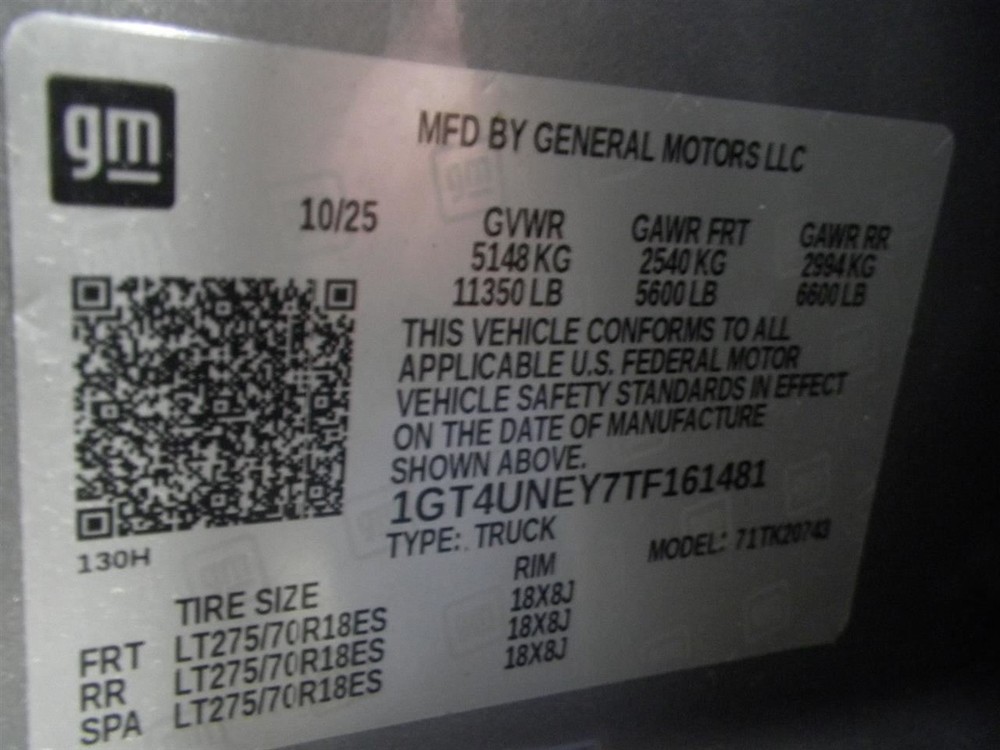 gm
MFD BY GENERAL MOTORS LLC
10/25
GVWR GAWR FRT GAWR RR
5148 KG 2540 KG 2994 KG
11350 LB 5600 LB 6600 LB
THIS VEHICLE CONFORMS TO ALL
APPLICABLE U.S. FEDERAL MOTOR
VEHICLE SAFETY STANDARDS IN EFFECT
ON THE DATE OF MANUFACTURE
SHOWN ABOVE.
1GT4UNEY7TF161481
TYPE: TRUCK MODEL: 71TK20743
130H
TIRE SIZE RIM
FRT LT275/70R18ES 18X8J
RR LT275/70R18ES 18X8J
SPA LT275/70R18ES 18X8J